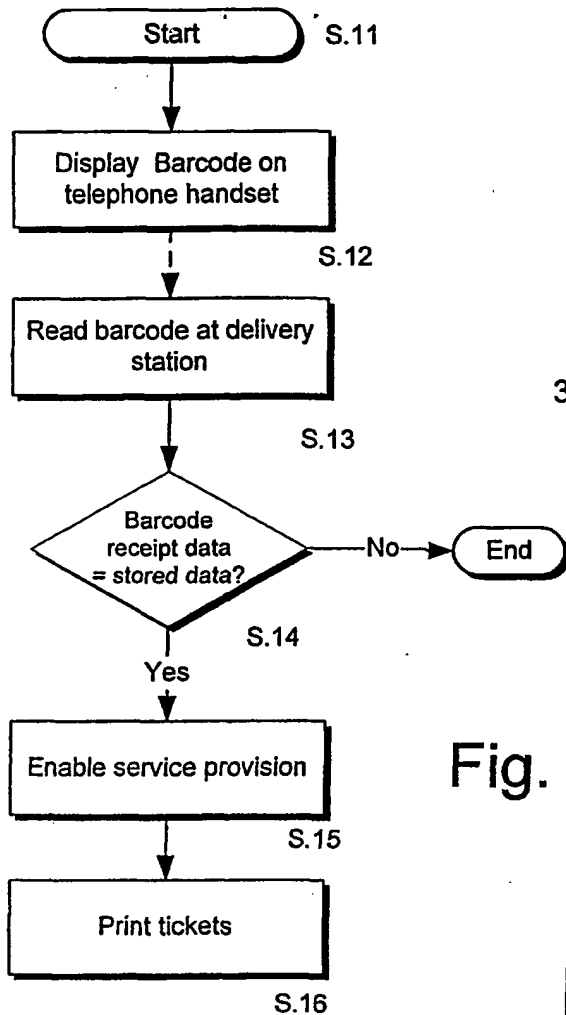 Start
S.11
Display Barcode on
telephone handset
S.12
Read barcode at delivery
station
3
S.13
Barcode
receipt data
= stored data?
No
End
S.14
Yes
Enable service provision
Fig.
S.15
Print tickets
S.16